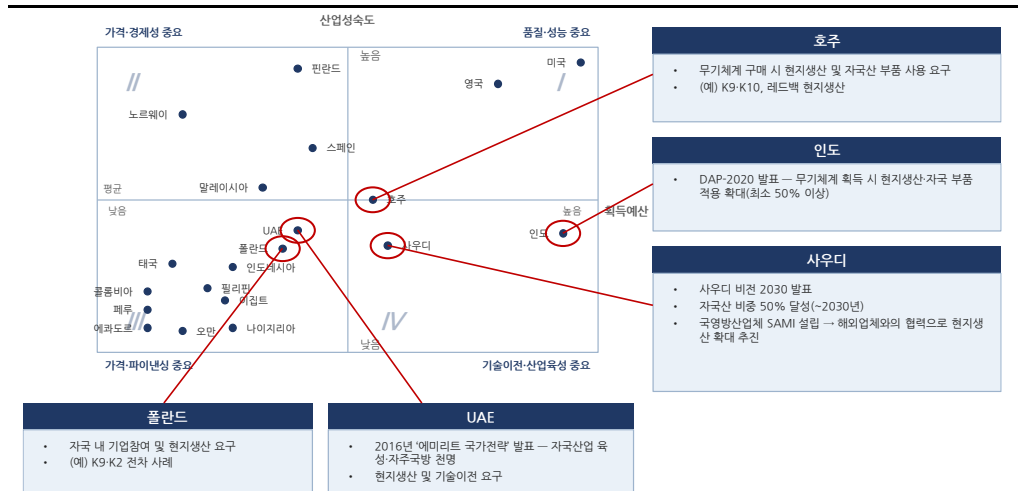 산업성숙도
가격·경제성 중요
품질·성능 중요
높음
미국
핀란드
영국
II
I
노르웨이
스페인
말레이시아
평균
호주
낮음
높음
획득예산
UAE
인도
폴란드
사우디
태국
인도네시아
콜롬비아
필리핀
이집트
페루
에콰도르
III
오만
나이지리아
IV
낮음
가격·파이낸싱 중요
기술이전·산업육성 중요
호주
• 무기체계 구매 시 현지생산 및 자국산 부품 사용 요구
• (예) K9·K10, 레드백 현지생산
인도
• DAP-2020 발표 — 무기체계 획득 시 현지생산·자국 부품
적용 확대(최소 50% 이상)
사우디
• 사우디 비전 2030 발표
• 자국산 비중 50% 달성(~2030년)
• 국영방산업체 SAMI 설립 → 해외업체와의 협력으로 현지생
산 확대 추진
폴란드
• 자국 내 기업참여 및 현지생산 요구
• (예) K9·K2 전차 사례
UAE
• 2016년 '에미리트 국가전략' 발표 — 자국산업 육
성·자주국방 천명
• 현지생산 및 기술이전 요구